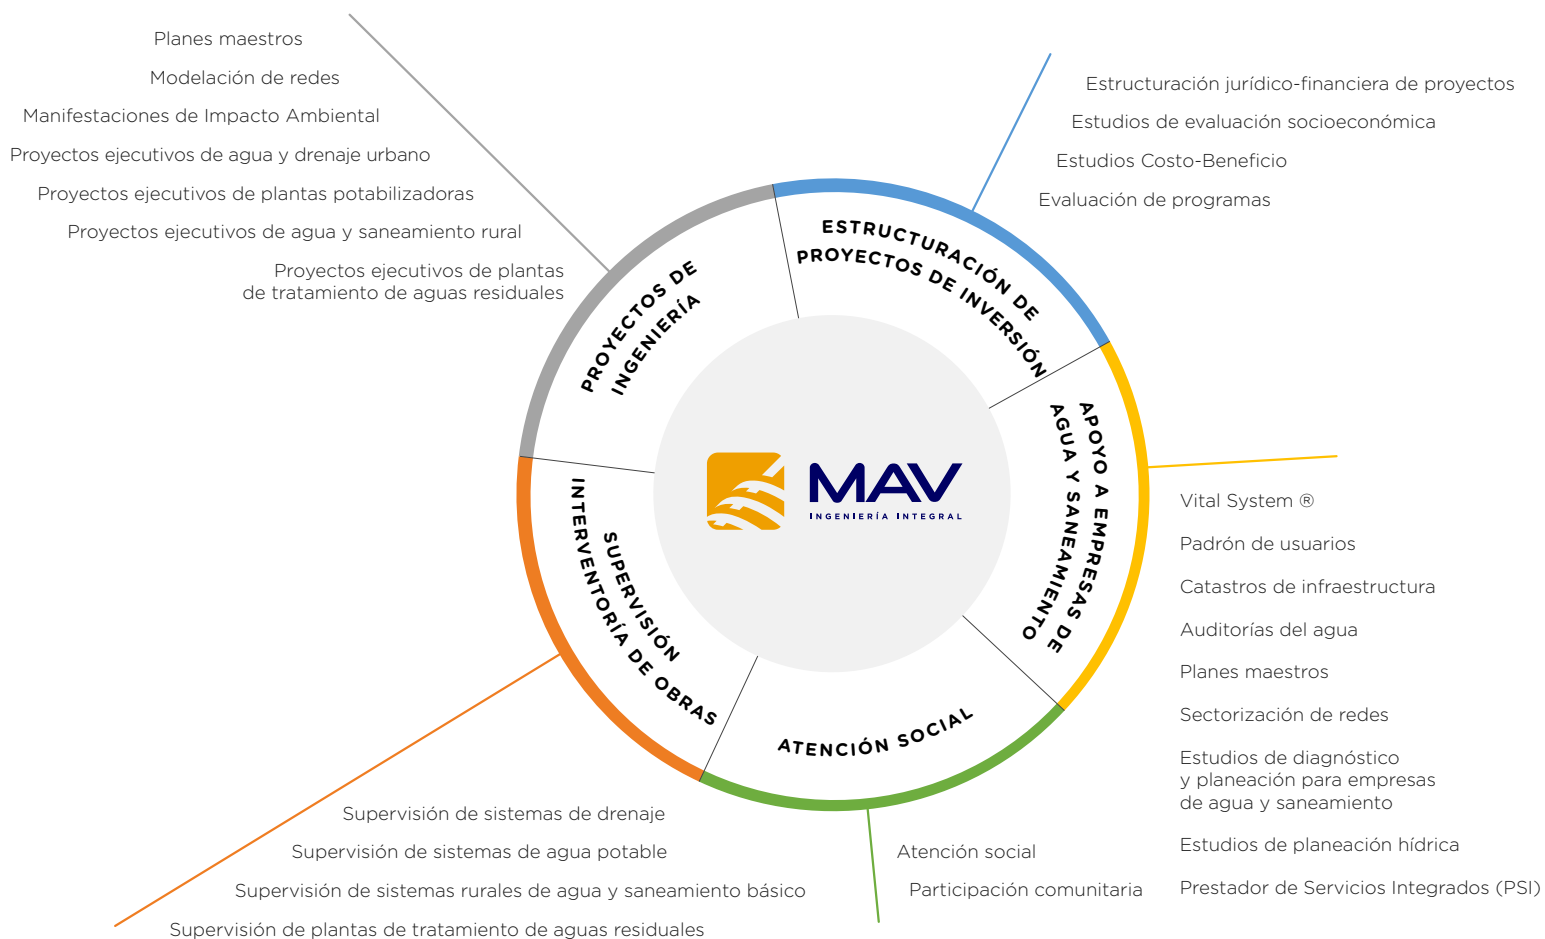 Planes maestros
Modelación de redes
Manifestaciones de Impacto Ambiental
Proyectos ejecutivos de agua y drenaje urbano
Proyectos ejecutivos de plantas potabilizadoras
Proyectos ejecutivos de agua y saneamiento rural
Proyectos ejecutivos de plantas
de tratamiento de aguas residuales
PROYECTOS DE
INGENIERÍA
Estructuración jurídico-financiera de proyectos
Estudios de evaluación socioeconómica
Estudios Costo-Beneficio
Evaluación de programas
ESTRUCTURACIÓN DE
PROYECTOS DE INVERSIÓN
APOYO A EMPRESAS DE
AGUA Y SANEAMIENTO
Vital System ®
Padrón de usuarios
Catastros de infraestructura
Auditorías del agua
Planes maestros
Sectorización de redes
Estudios de diagnóstico
y planeación para empresas
de agua y saneamiento
Estudios de planeación hídrica
Prestador de Servicios Integrados (PSI)
MAV
INGENIERÍA INTEGRAL
SUPERVISIÓN
INTERVENTORÍA DE OBRAS
Supervisión de sistemas de drenaje
Supervisión de sistemas de agua potable
Supervisión de sistemas rurales de agua y saneamiento básico
Supervisión de plantas de tratamiento de aguas residuales
ATENCIÓN SOCIAL
Atención social
Participación comunitaria